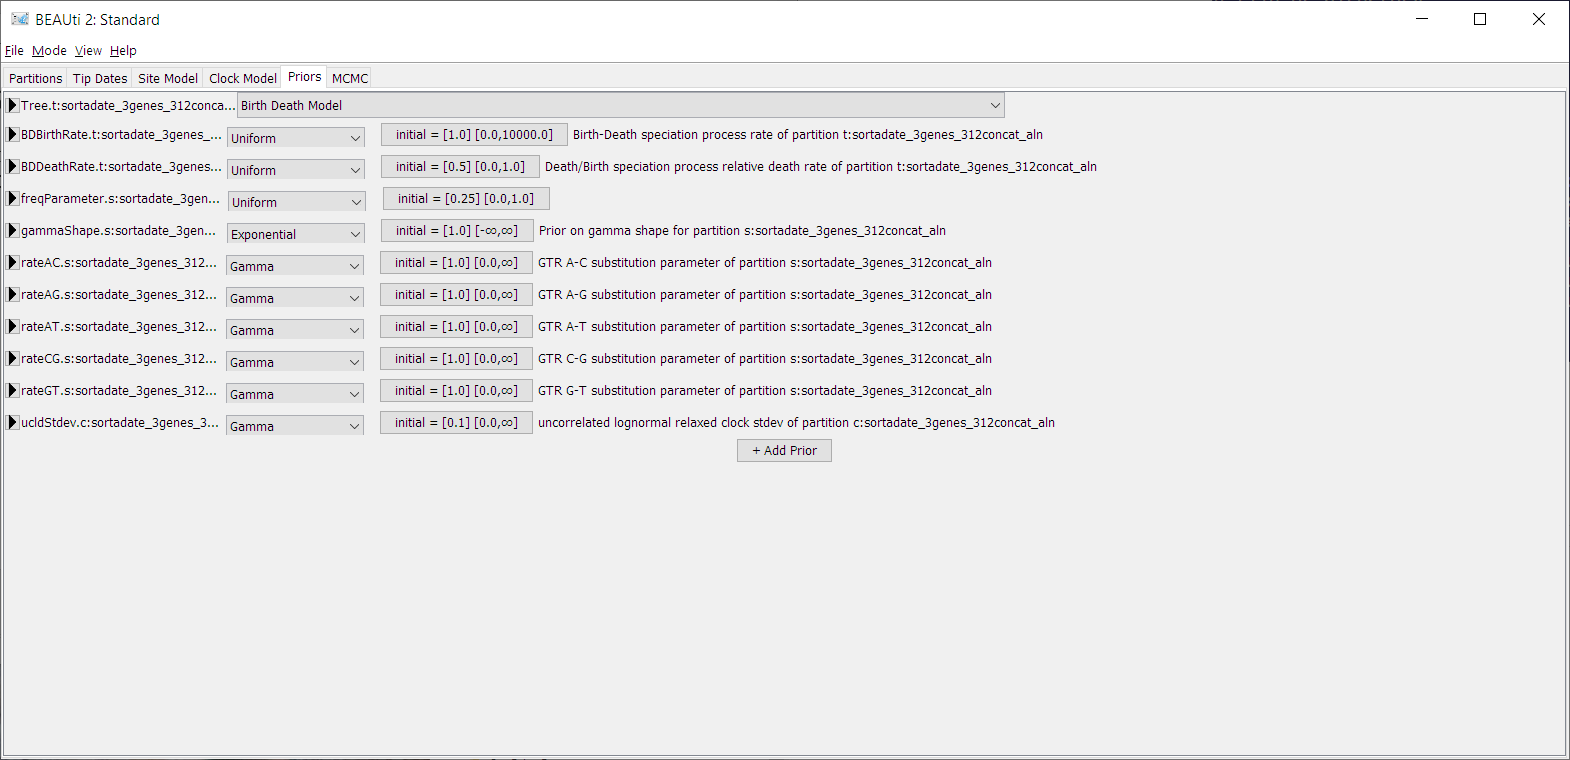 BEAUti 2: Standard
File Mode View Help
Partitions Tip Dates Site Model Clock Model Priors MCMC
Tree.t:sortadate_3genes_312conca... Birth Death Model
BDBirthRate.t:sortadate_3genes_... Uniform initial = [1.0] [0.0,10000.0] Birth-Death speciation process rate of partition t:sortadate_3genes_312concat_aln
BDDeathRate.t:sortadate_3genes... Uniform initial = [0.5] [0.0,1.0] Death/Birth speciation process relative death rate of partition t:sortadate_3genes_312concat_aln
freqParameter.s:sortadate_3gen... Uniform initial = [0.25] [0.0,1.0]
gammaShape.s:sortadate_3gen... Exponential initial = [1.0] [-∞,∞] Prior on gamma shape for partition s:sortadate_3genes_312concat_aln
rateAC.s:sortadate_3genes_312... Gamma initial = [1.0] [0.0,∞] GTR A-C substitution parameter of partition s:sortadate_3genes_312concat_aln
rateAG.s:sortadate_3genes_312... Gamma initial = [1.0] [0.0,∞] GTR A-G substitution parameter of partition s:sortadate_3genes_312concat_aln
rateAT.s:sortadate_3genes_312... Gamma initial = [1.0] [0.0,∞] GTR A-T substitution parameter of partition s:sortadate_3genes_312concat_aln
rateCG.s:sortadate_3genes_312... Gamma initial = [1.0] [0.0,∞] GTR C-G substitution parameter of partition s:sortadate_3genes_312concat_aln
rateGT.s:sortadate_3genes_312... Gamma initial = [1.0] [0.0,∞] GTR G-T substitution parameter of partition s:sortadate_3genes_312concat_aln
ucldStdev.c:sortadate_3genes_3... Gamma initial = [0.1] [0.0,∞] uncorrelated lognormal relaxed clock stdev of partition c:sortadate_3genes_312concat_aln
+ Add Prior